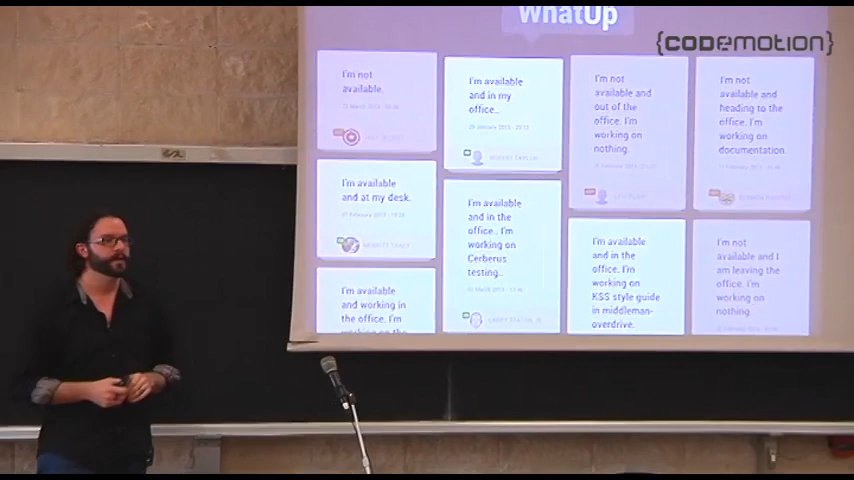 WhatUp
{CODEMOTION}
I'm not
available.
I'm available
and at my desk.
I'm available
and working in
the office. I'm
I'm available
and in my
office..
I'm available
and in the
office.. I'm
working on
Cerberus
testing..
I'm not
available and
out of the
office. I'm
working on
nothing.
I'm available
and in the
office. I'm
working on
KSS style guide
in middleman-
overdrive.
I'm not
available and
heading to the
office. I'm
working on
documentation.
I'm not
available and I
am leaving the
office. I'm
working on
nothing.